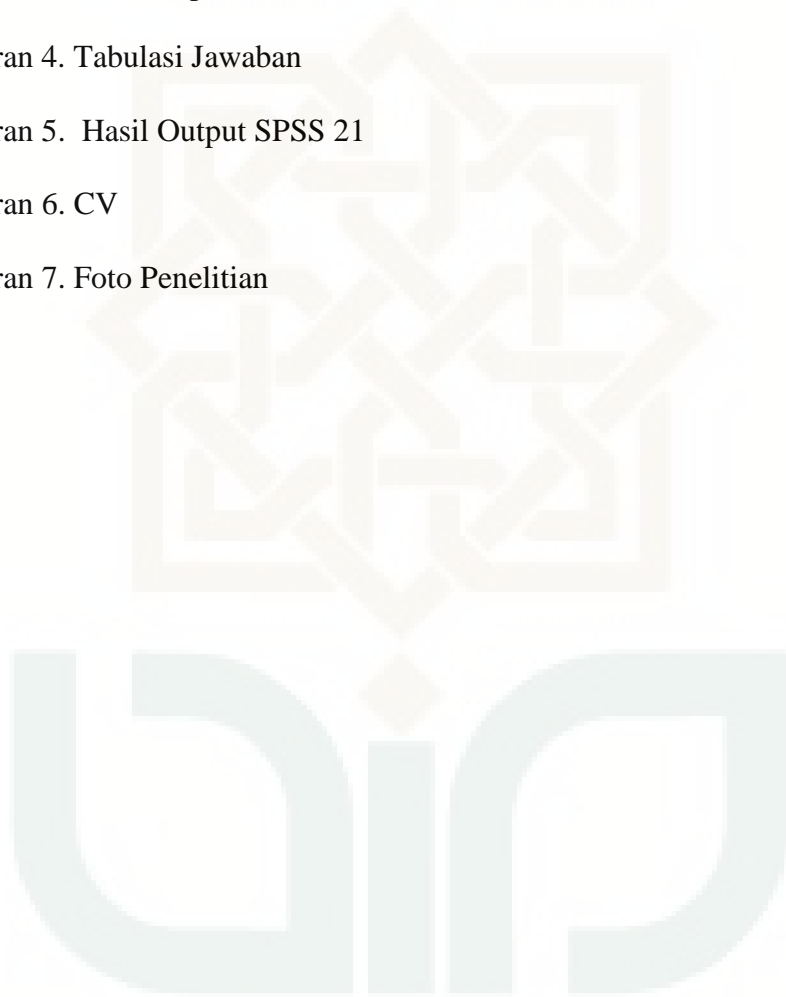 ran 4. Tabulasi Jawaban
ran 5.  Hasil Output SPSS 21
ran 6. CV
ran 7. Foto Penelitian